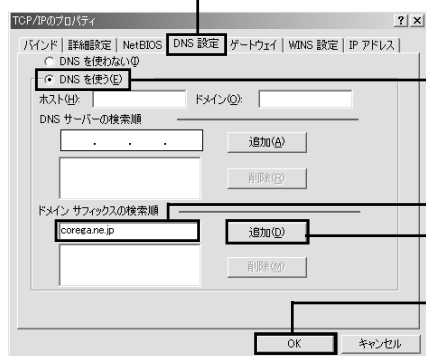 TCP/IPのプロパティ
バインド 詳細設定 NetBIOS DNS 設定 ゲートウェイ WINS 設定 IP アドレス
DNS を使わない(I)
DNS を使う(E)
ホスト(H): ドメイン(O):
DNS サーバーの検索順
追加(A)
削除(R)
ドメイン サフィックスの検索順
corega.ne.jp 追加(D)
削除(M)
OK キャンセル